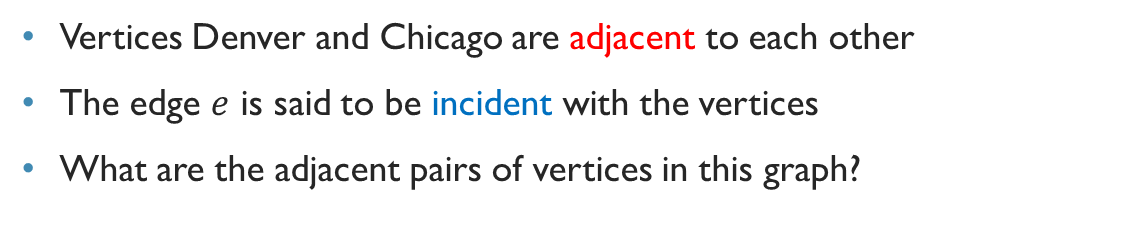 • Vertices Denver and Chicago are adjacent to each other
• The edge e is said to be incident with the vertices
• What are the adjacent pairs of vertices in this graph?